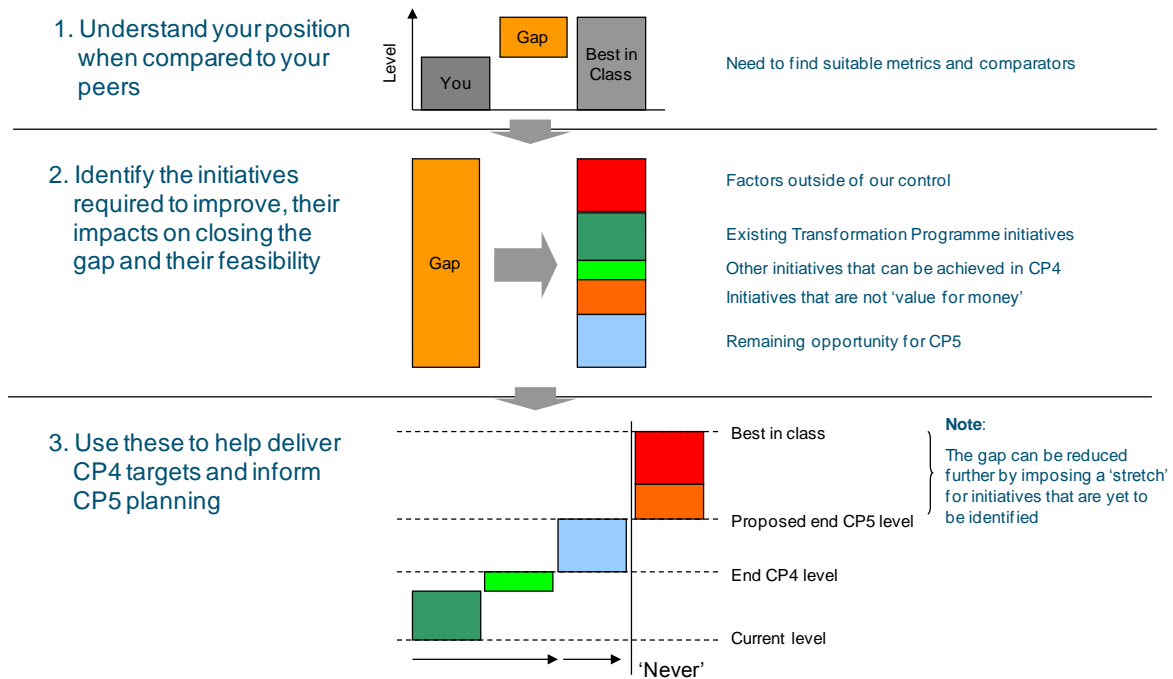 1. Understand your position
when compared to your
peers
Level
You
Gap
Best in
Class
Need to find suitable metrics and comparators
2. Identify the initiatives
required to improve, their
impacts on closing the
gap and their feasibility
Gap
Factors outside of our control
Existing Transformation Programme initiatives
Other initiatives that can be achieved in CP4
Initiatives that are not ‘value for money’
Remaining opportunity for CP5
3. Use these to help deliver
CP4 targets and inform
CP5 planning
Best in class
Proposed end CP5 level
End CP4 level
Current level
‘Never’
Note:
The gap can be reduced
further by imposing a ‘stretch’
for initiatives that are yet to
be identified